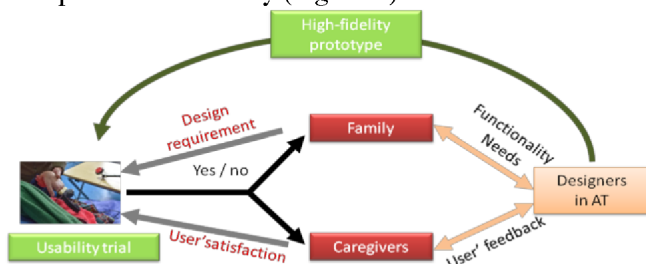 High-fidelity
prototype
Design
requirement
Family
Functionality
Needs
Yes / no
Designers
in AT
User'satisfaction
Usability trial
Caregivers
User' feedback